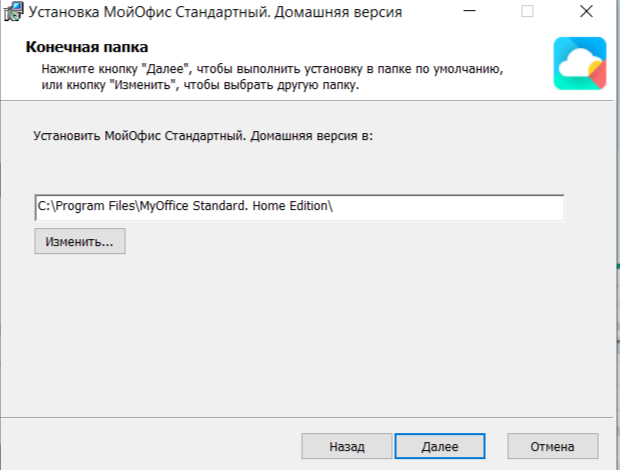 Установка МойОфис Стандартный. Домашняя версия
Конечная папка
Нажмите кнопку "Далее", чтобы выполнить установку в папке по умолчанию,
или кнопку "Изменить", чтобы выбрать другую папку.
Установить МойОфис Стандартный. Домашняя версия в:
C:\Program Files\MyOffice Standard. Home Edition\
Изменить...
Назад Далее Отмена